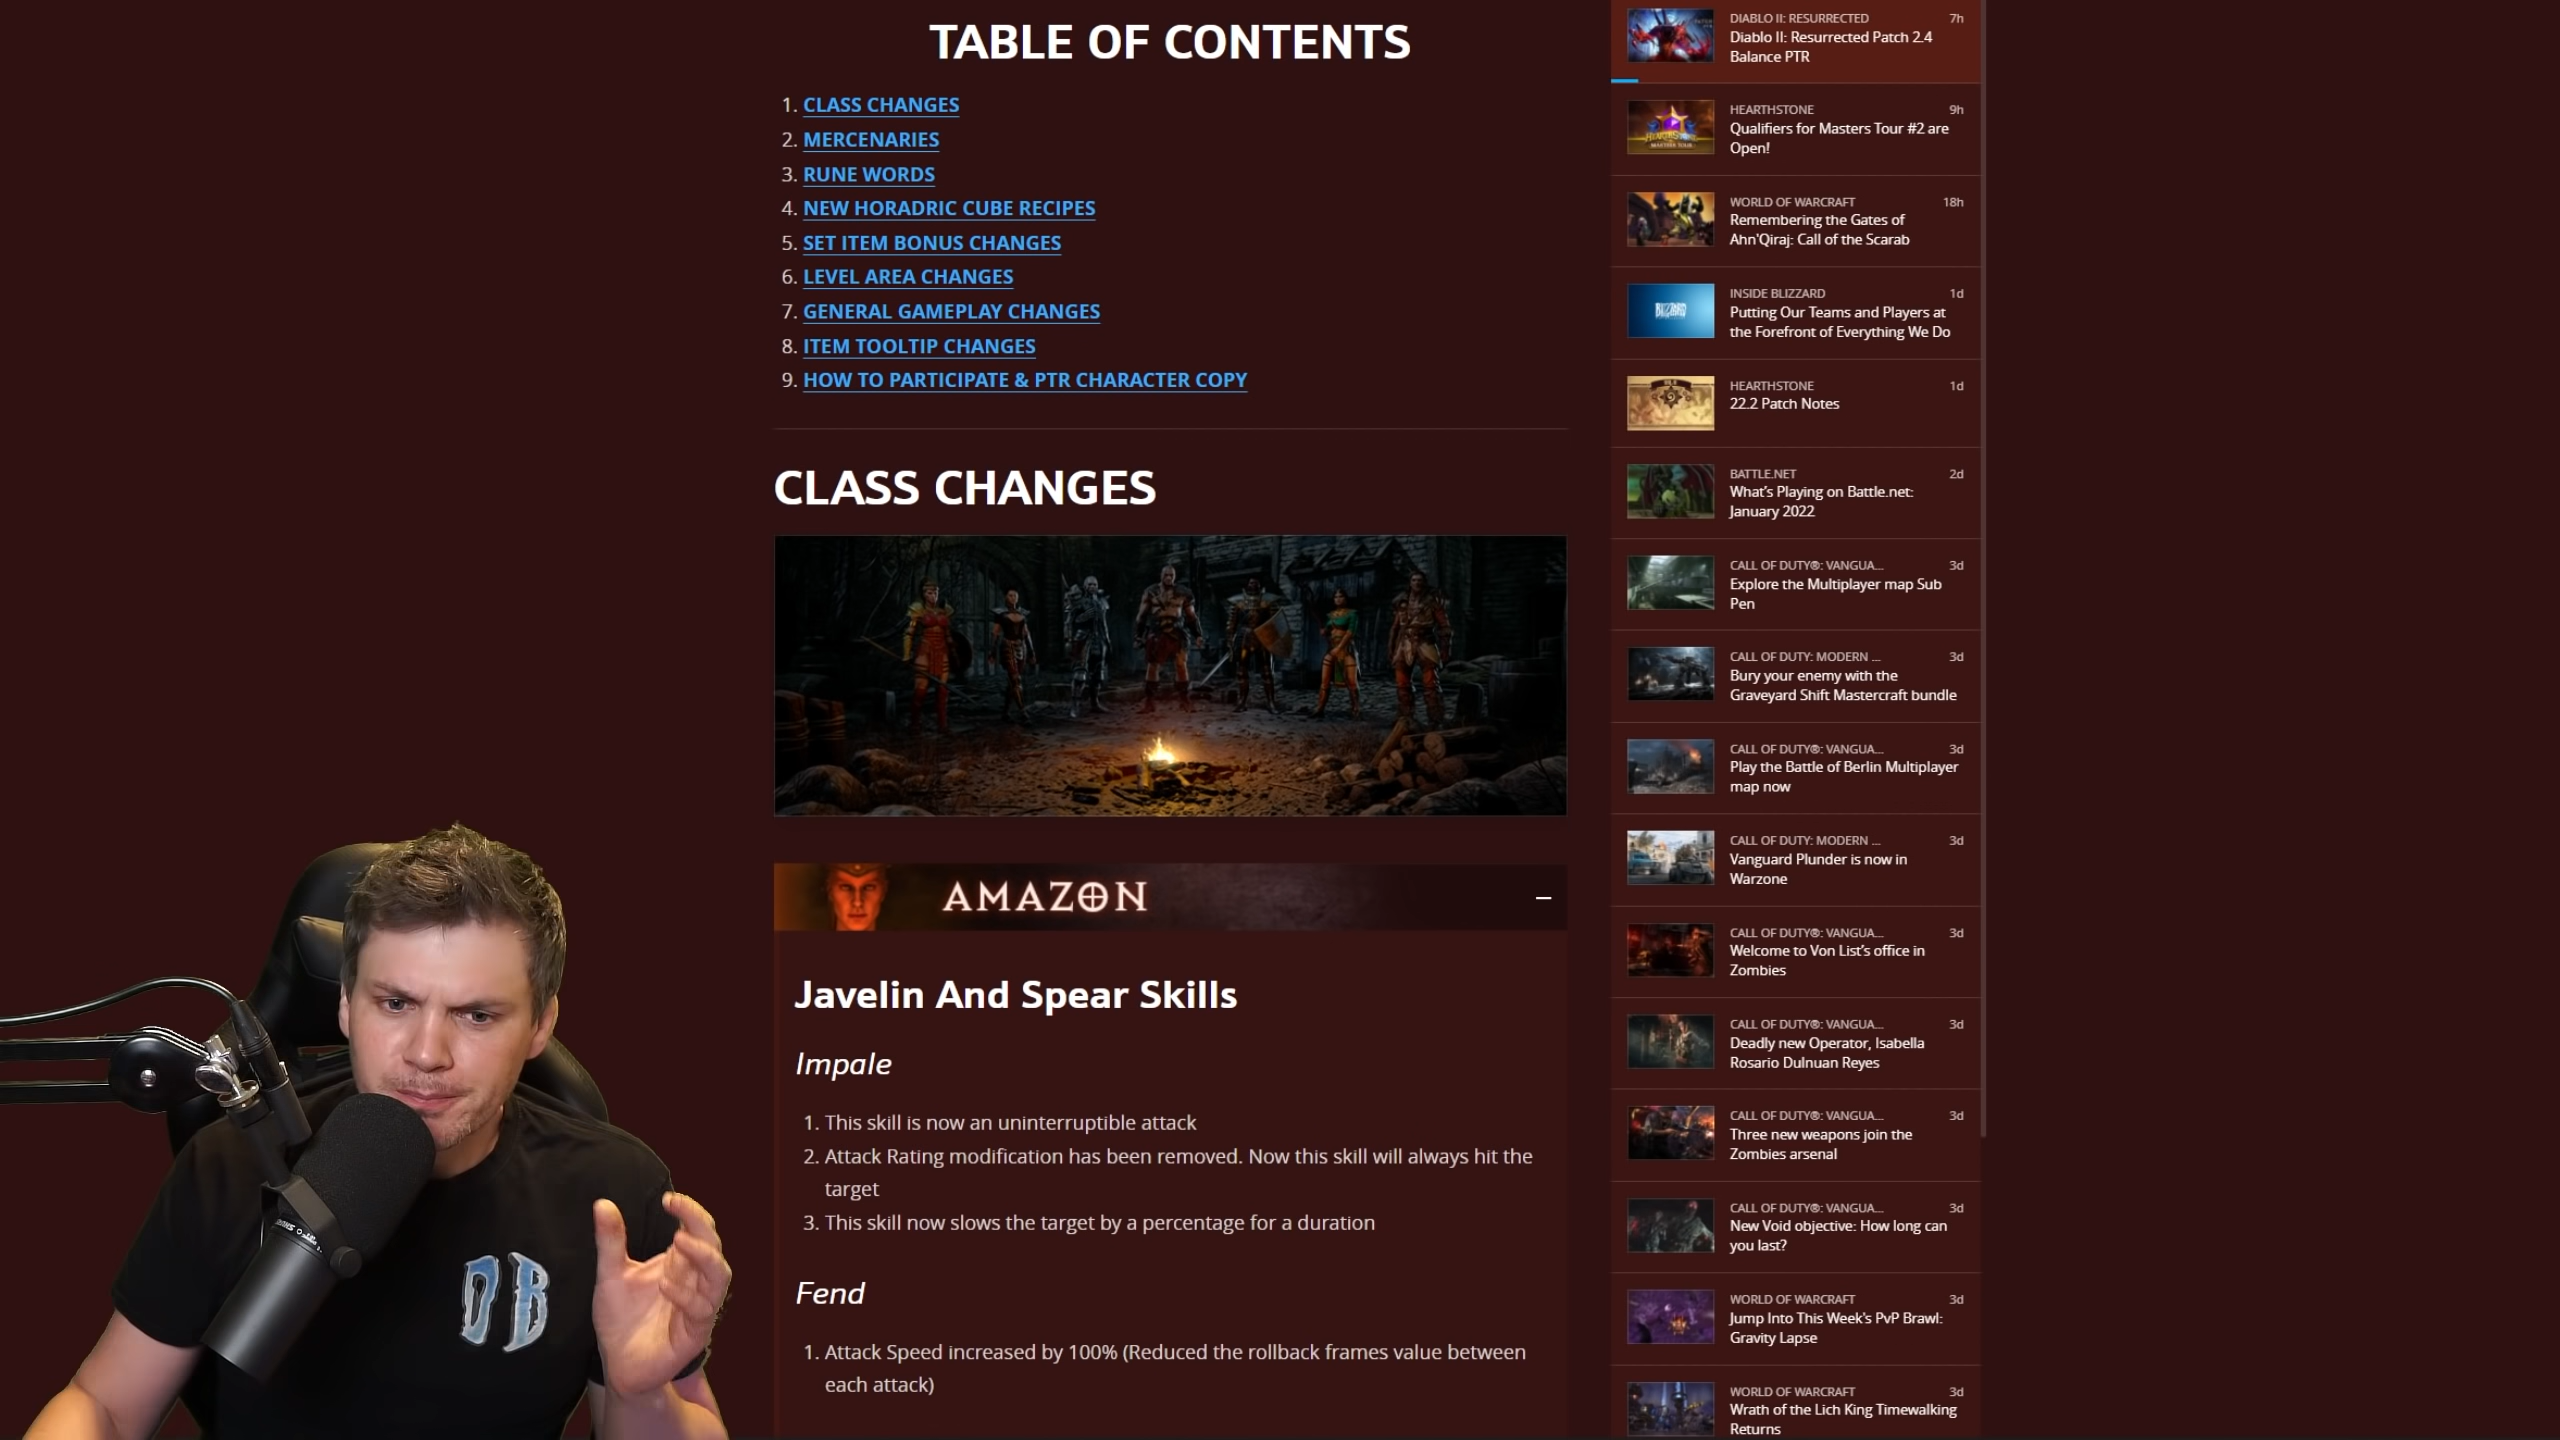 TABLE OF CONTENTS
1. CLASS CHANGES
2. MERCENARIES
3. RUNE WORDS
4. NEW HORADRIC CUBE RECIPES
5. SET ITEM BONUS CHANGES
6. LEVEL AREA CHANGES
7. GENERAL GAMEPLAY CHANGES
8. ITEM TOOLTIP CHANGES
9. HOW TO PARTICIPATE & PTR CHARACTER COPY
CLASS CHANGES
AMAZON
Javelin And Spear Skills
Impale
1. This skill is now an uninterruptible attack
2. Attack Rating modification has been removed. Now this skill will always hit the
target
3. This skill now slows the target by a percentage for a duration
Fend
1. Attack Speed increased by 100% (Reduced the rollback frames value between
each attack)
DB
DIABLO II: RESURRECTED 7h
Diablo II: Resurrected Patch 2.4
Balance PTR
HEARTHSTONE 9h
Qualifiers for Masters Tour #2 are
Open!
WORLD OF WARCRAFT 18h
Remembering the Gates of
Ahn'Qiraj: Call of the Scarab
INSIDE BLIZZARD 1d
Putting Our Teams and Players at
the Forefront of Everything We Do
HEARTHSTONE 1d
22.2 Patch Notes
BATTLE.NET 2d
What's Playing on Battle.net:
January 2022
CALL OF DUTY®: VANGUA... 3d
Explore the Multiplayer map Sub
Pen
CALL OF DUTY: MODERN ... 3d
Bury your enemy with the
Graveyard Shift Mastercraft bundle
CALL OF DUTY®: VANGUA... 3d
Play the Battle of Berlin Multiplayer
map now
CALL OF DUTY: MODERN ... 3d
Vanguard Plunder is now in
Warzone
CALL OF DUTY®: VANGUA... 3d
Welcome to Von List's office in
Zombies
CALL OF DUTY®: VANGUA... 3d
Deadly new Operator, Isabella
Rosario Dulnuan Reyes
CALL OF DUTY®: VANGUA... 3d
Three new weapons join the
Zombies arsenal
CALL OF DUTY®: VANGUA... 3d
New Void objective: How long can
you last?
WORLD OF WARCRAFT 3d
Jump Into This Week's PvP Brawl:
Gravity Lapse
WORLD OF WARCRAFT 3d
Wrath of the Lich King Timewalking
Returns